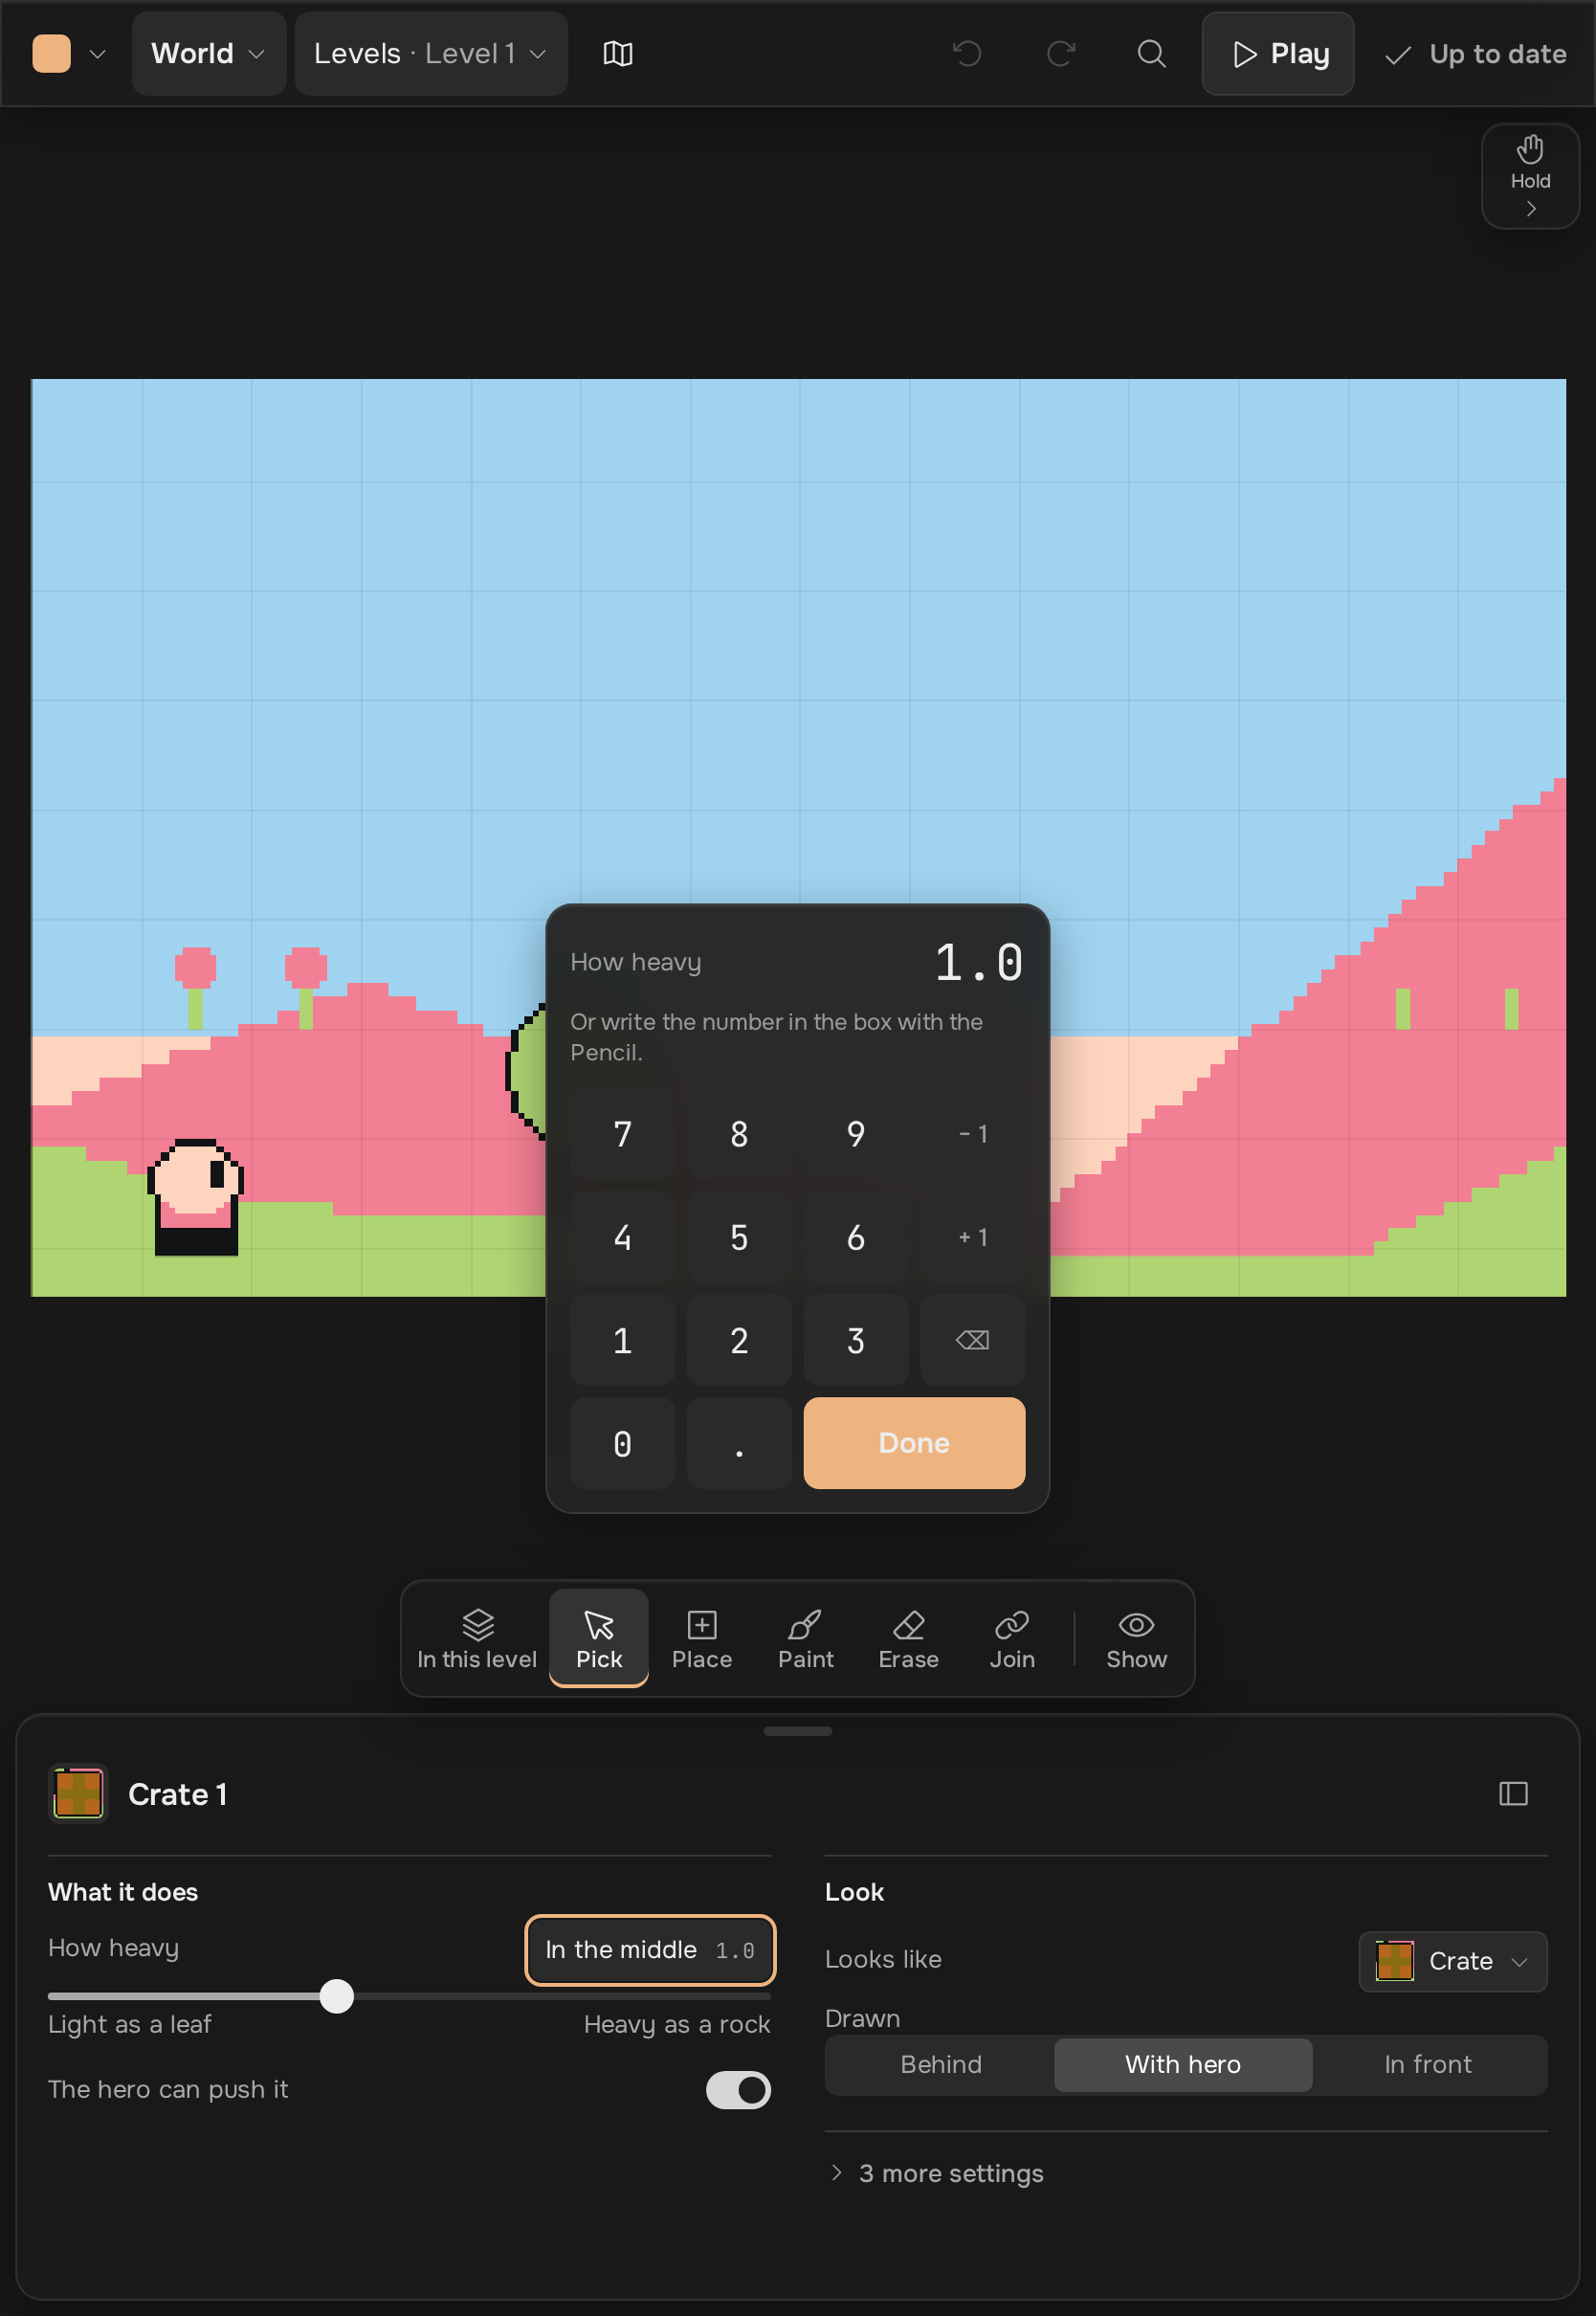 World
Levels · Level 1
Play
Up to date
Hold
How heavy
1.0
Or write the number in the box with the
Pencil.
7 8 9 − 1
4 5 6 + 1
1 2 3
0 . Done
In this level
Pick
Place
Paint
Erase
Join
Show
Crate 1
What it does
How heavy
In the middle 1.0
Light as a leaf
Heavy as a rock
The hero can push it
Look
Looks like
Crate
Drawn
Behind
With hero
In front
3 more settings